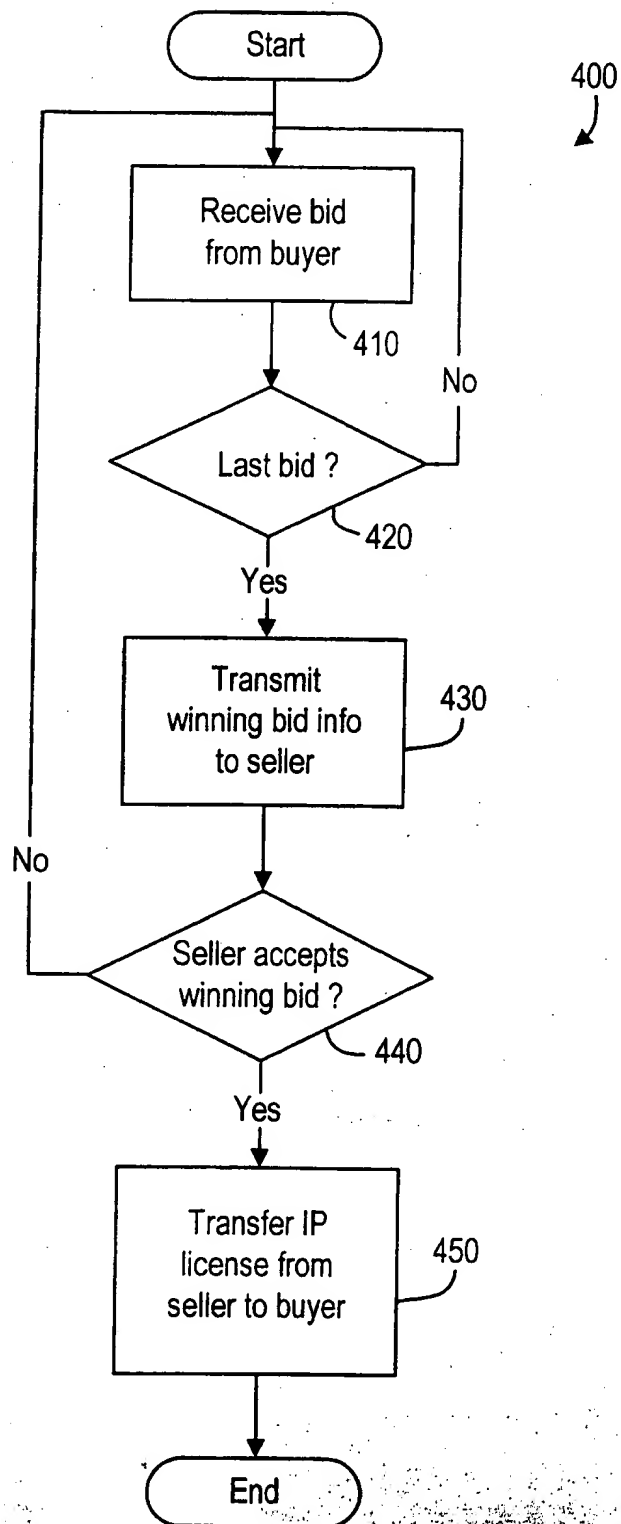 Start
400
Receive bid
from buyer
410
No
Last bid ?
420
Yes
Transmit
winning bid info
to seller
430
No
Seller accepts
winning bid ?
440
Yes
Transfer IP
license from
seller to buyer
450
End